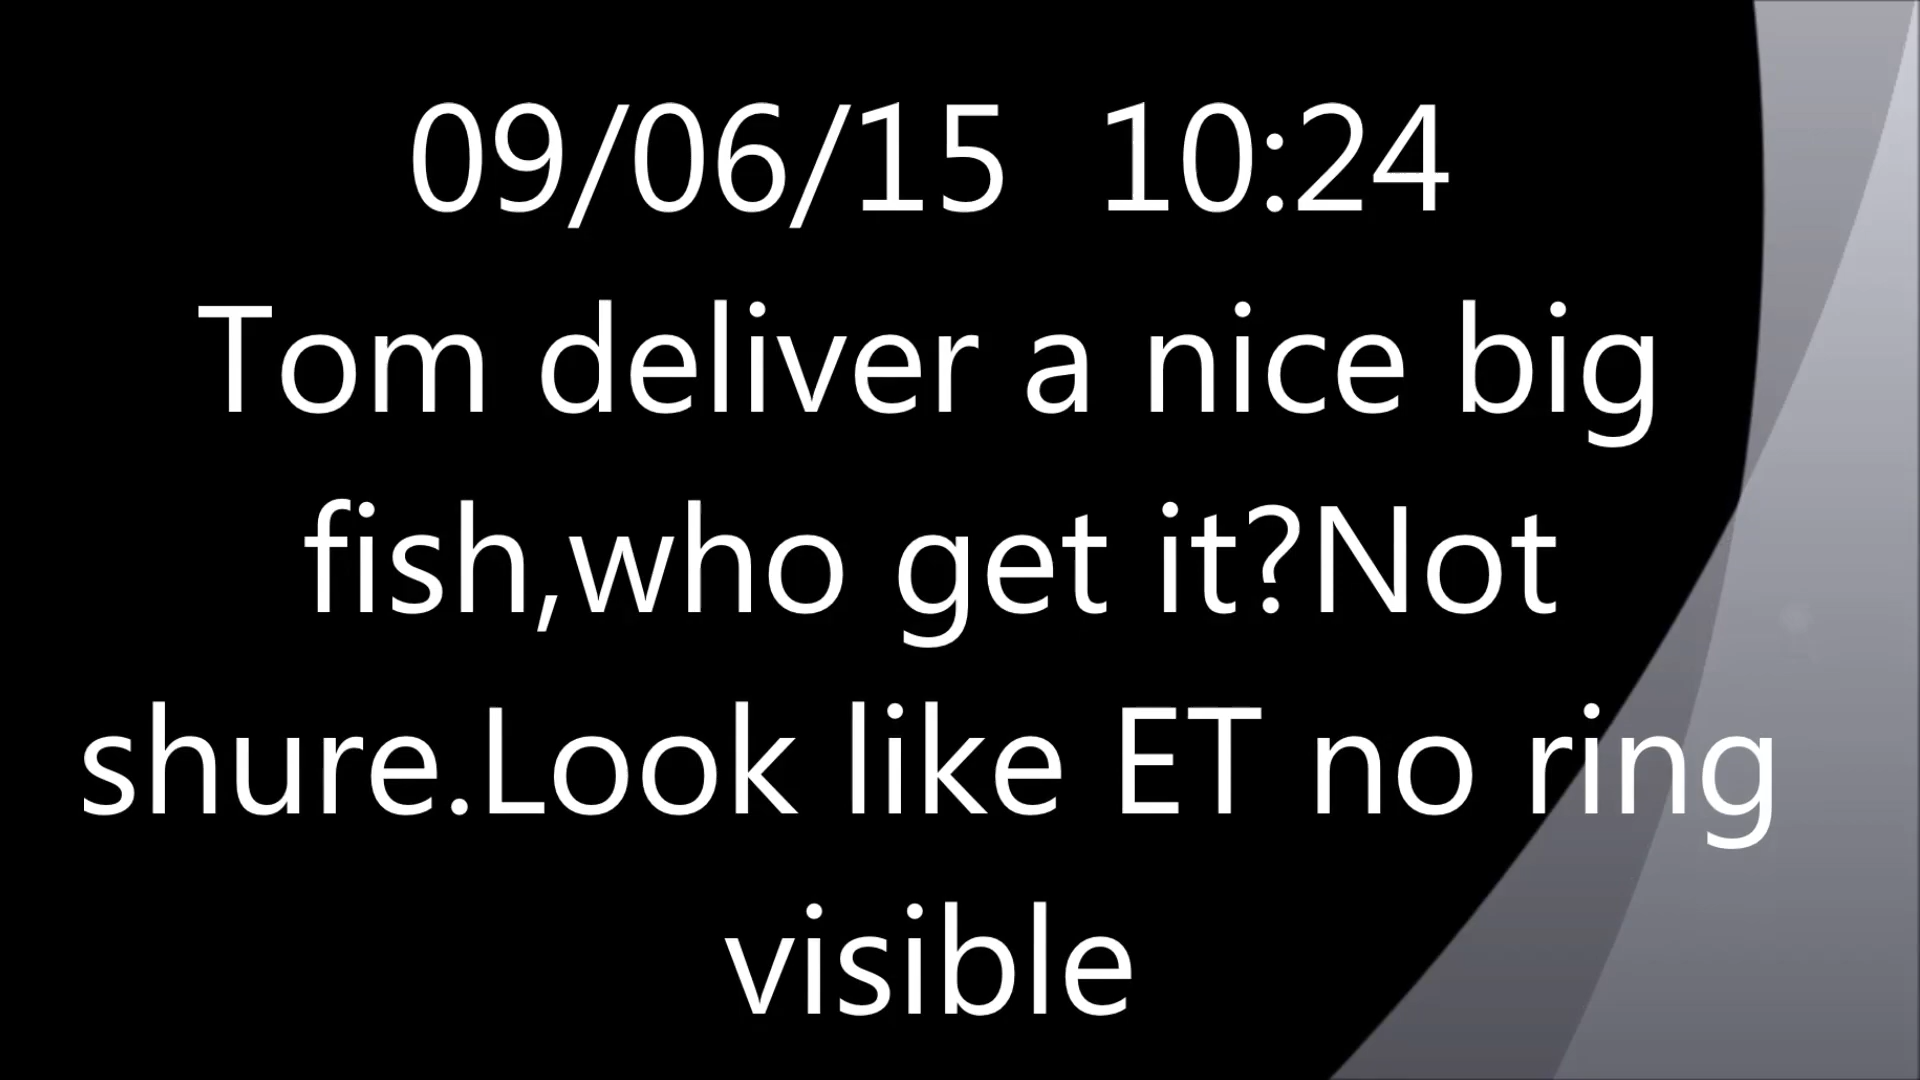 09/06/15  10:24
Tom deliver a nice big
fish,who get it?Not
shure.Look like ET no ring
visible